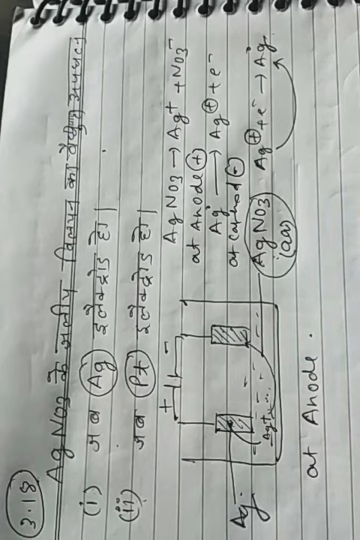 3.18
AgNO3 के जलीय विलयन का वैद्युत अपघटन
(i) जब Ag इलेक्ट्रोड हो।
(ii) जब Pt इलेक्ट्रोड हो।
AgNO3 → Ag+ + NO3-
at Anode (+)
Ag → Ag+ + e-
at Cathod (-)
AgNO3 (aq) Ag+ + e- → Ag
+ -
Ag
at Anode.